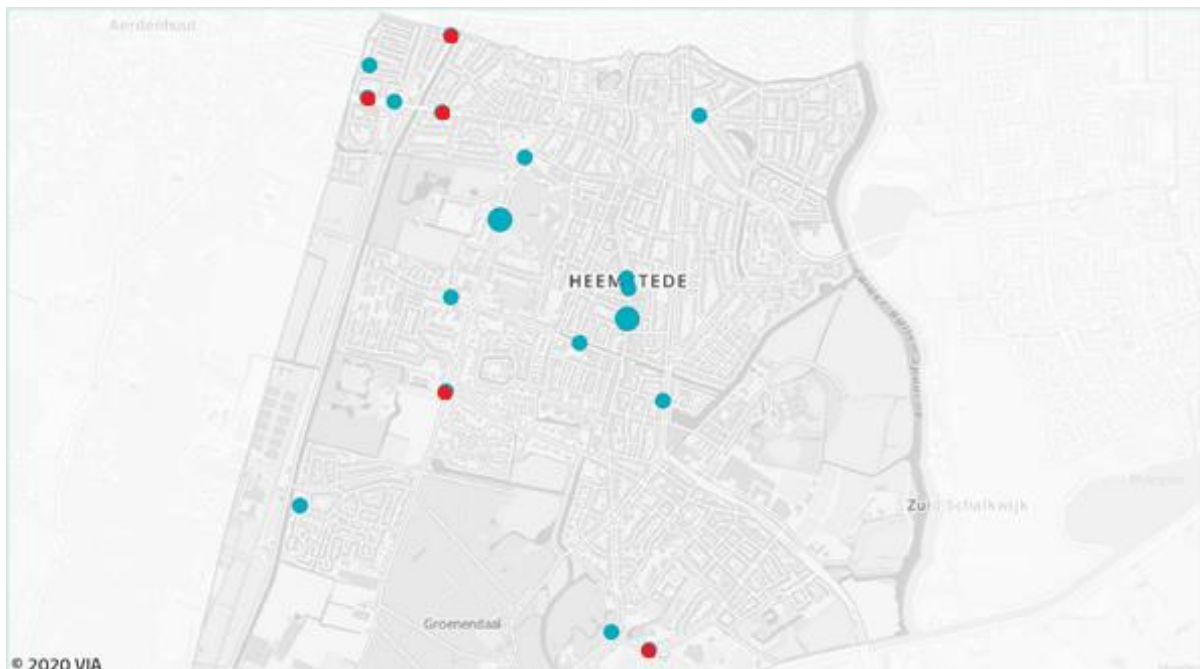 Aerdenhout
HEEMSTEDE
Zuid Schalkwijk
Groenendaal
© 2020 VIA